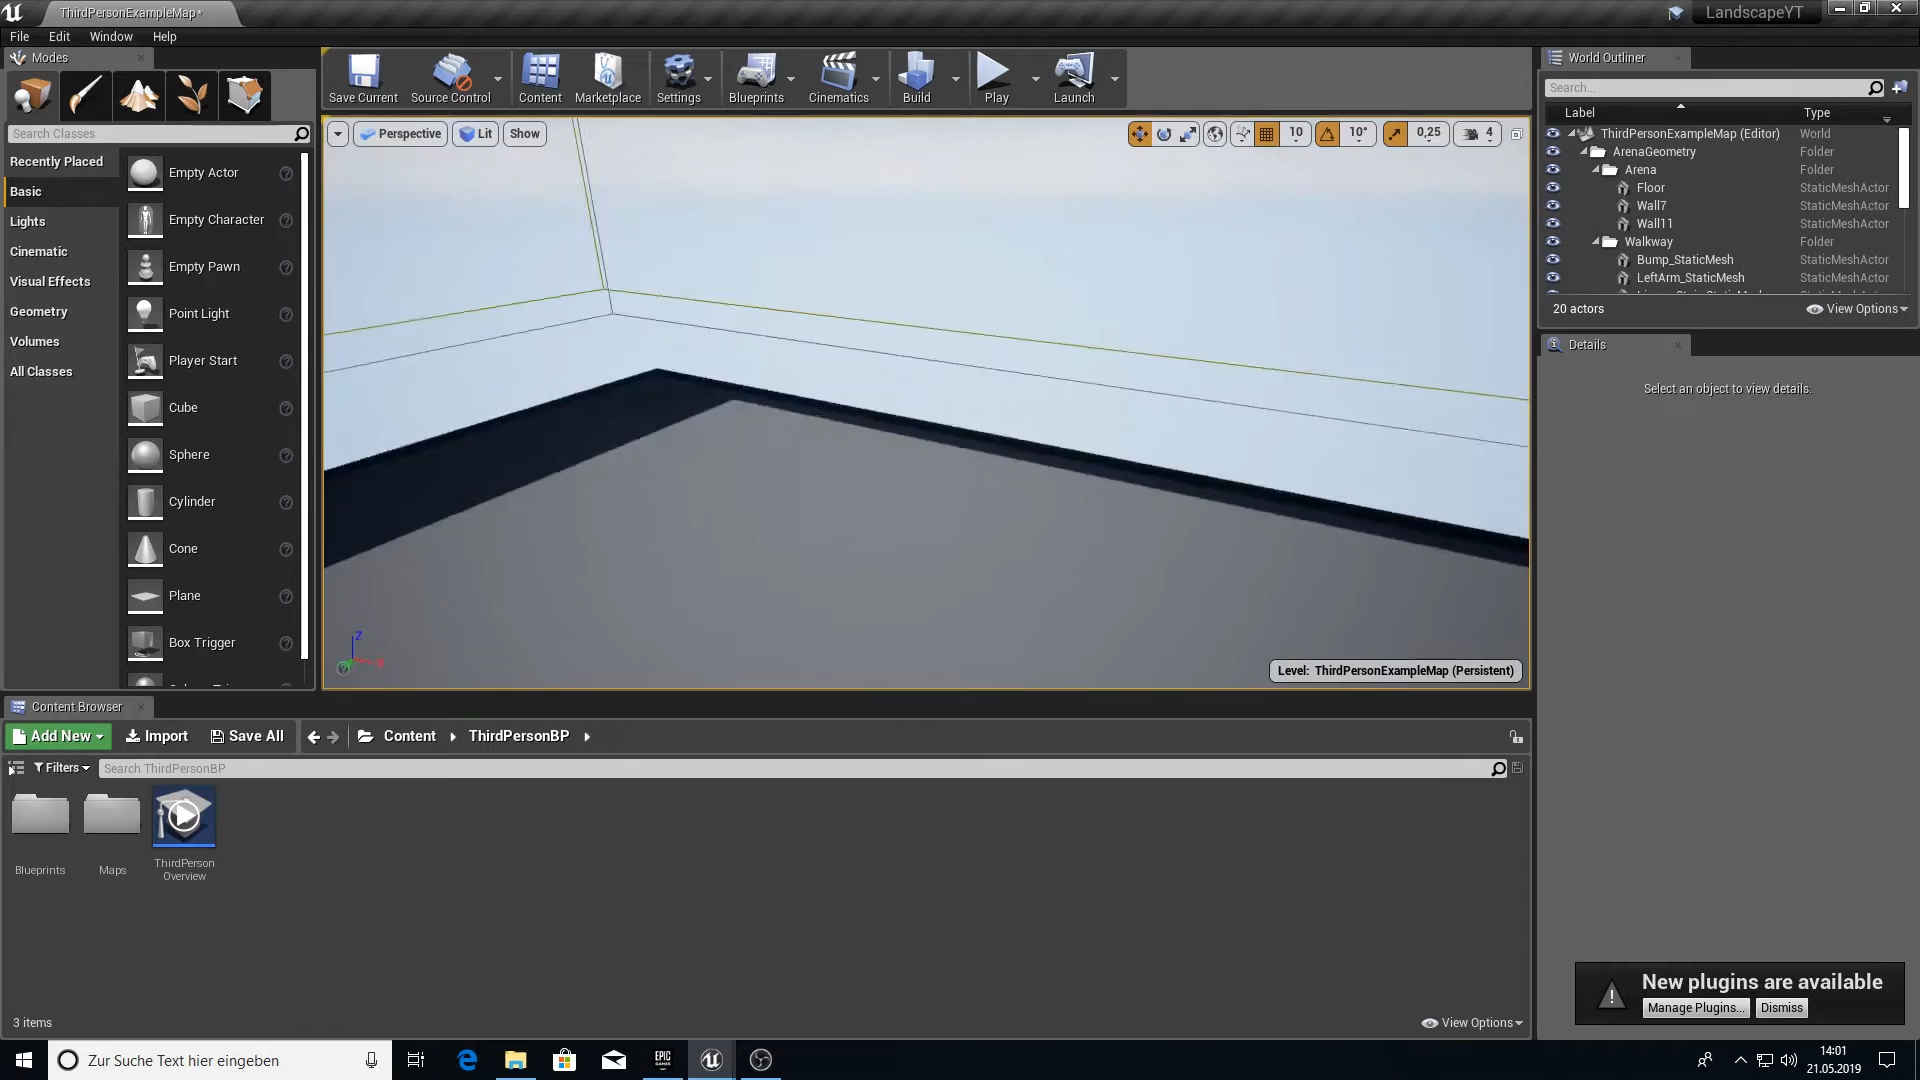 ThirdPersonExampleMap*
LandscapeYT
File Edit Window Help
Modes
Search Classes
Recently Placed
Basic
Lights
Cinematic
Visual Effects
Geometry
Volumes
All Classes
Empty Actor
Empty Character
Empty Pawn
Point Light
Player Start
Cube
Sphere
Cylinder
Cone
Plane
Box Trigger
Save Current Source Control Content Marketplace Settings Blueprints Cinematics Build Play Launch
Perspective Lit Show
10 10° 0,25 4
Z
Level: ThirdPersonExampleMap (Persistent)
World Outliner
Search...
Label Type
ThirdPersonExampleMap (Editor) World
ArenaGeometry Folder
Arena Folder
Floor StaticMeshActor
Wall7 StaticMeshActor
Wall11 StaticMeshActor
Walkway Folder
Bump_StaticMesh StaticMeshActor
LeftArm_StaticMesh StaticMeshActor
20 actors
View Options
Details
Select an object to view details.
Content Browser
Add New Import Save All Content ThirdPersonBP
Filters Search ThirdPersonBP
Blueprints
Maps
ThirdPerson
Overview
3 items
View Options
New plugins are available
Manage Plugins... Dismiss
Zur Suche Text hier eingeben
EPIC
GAMES
14:01
21.05.2019